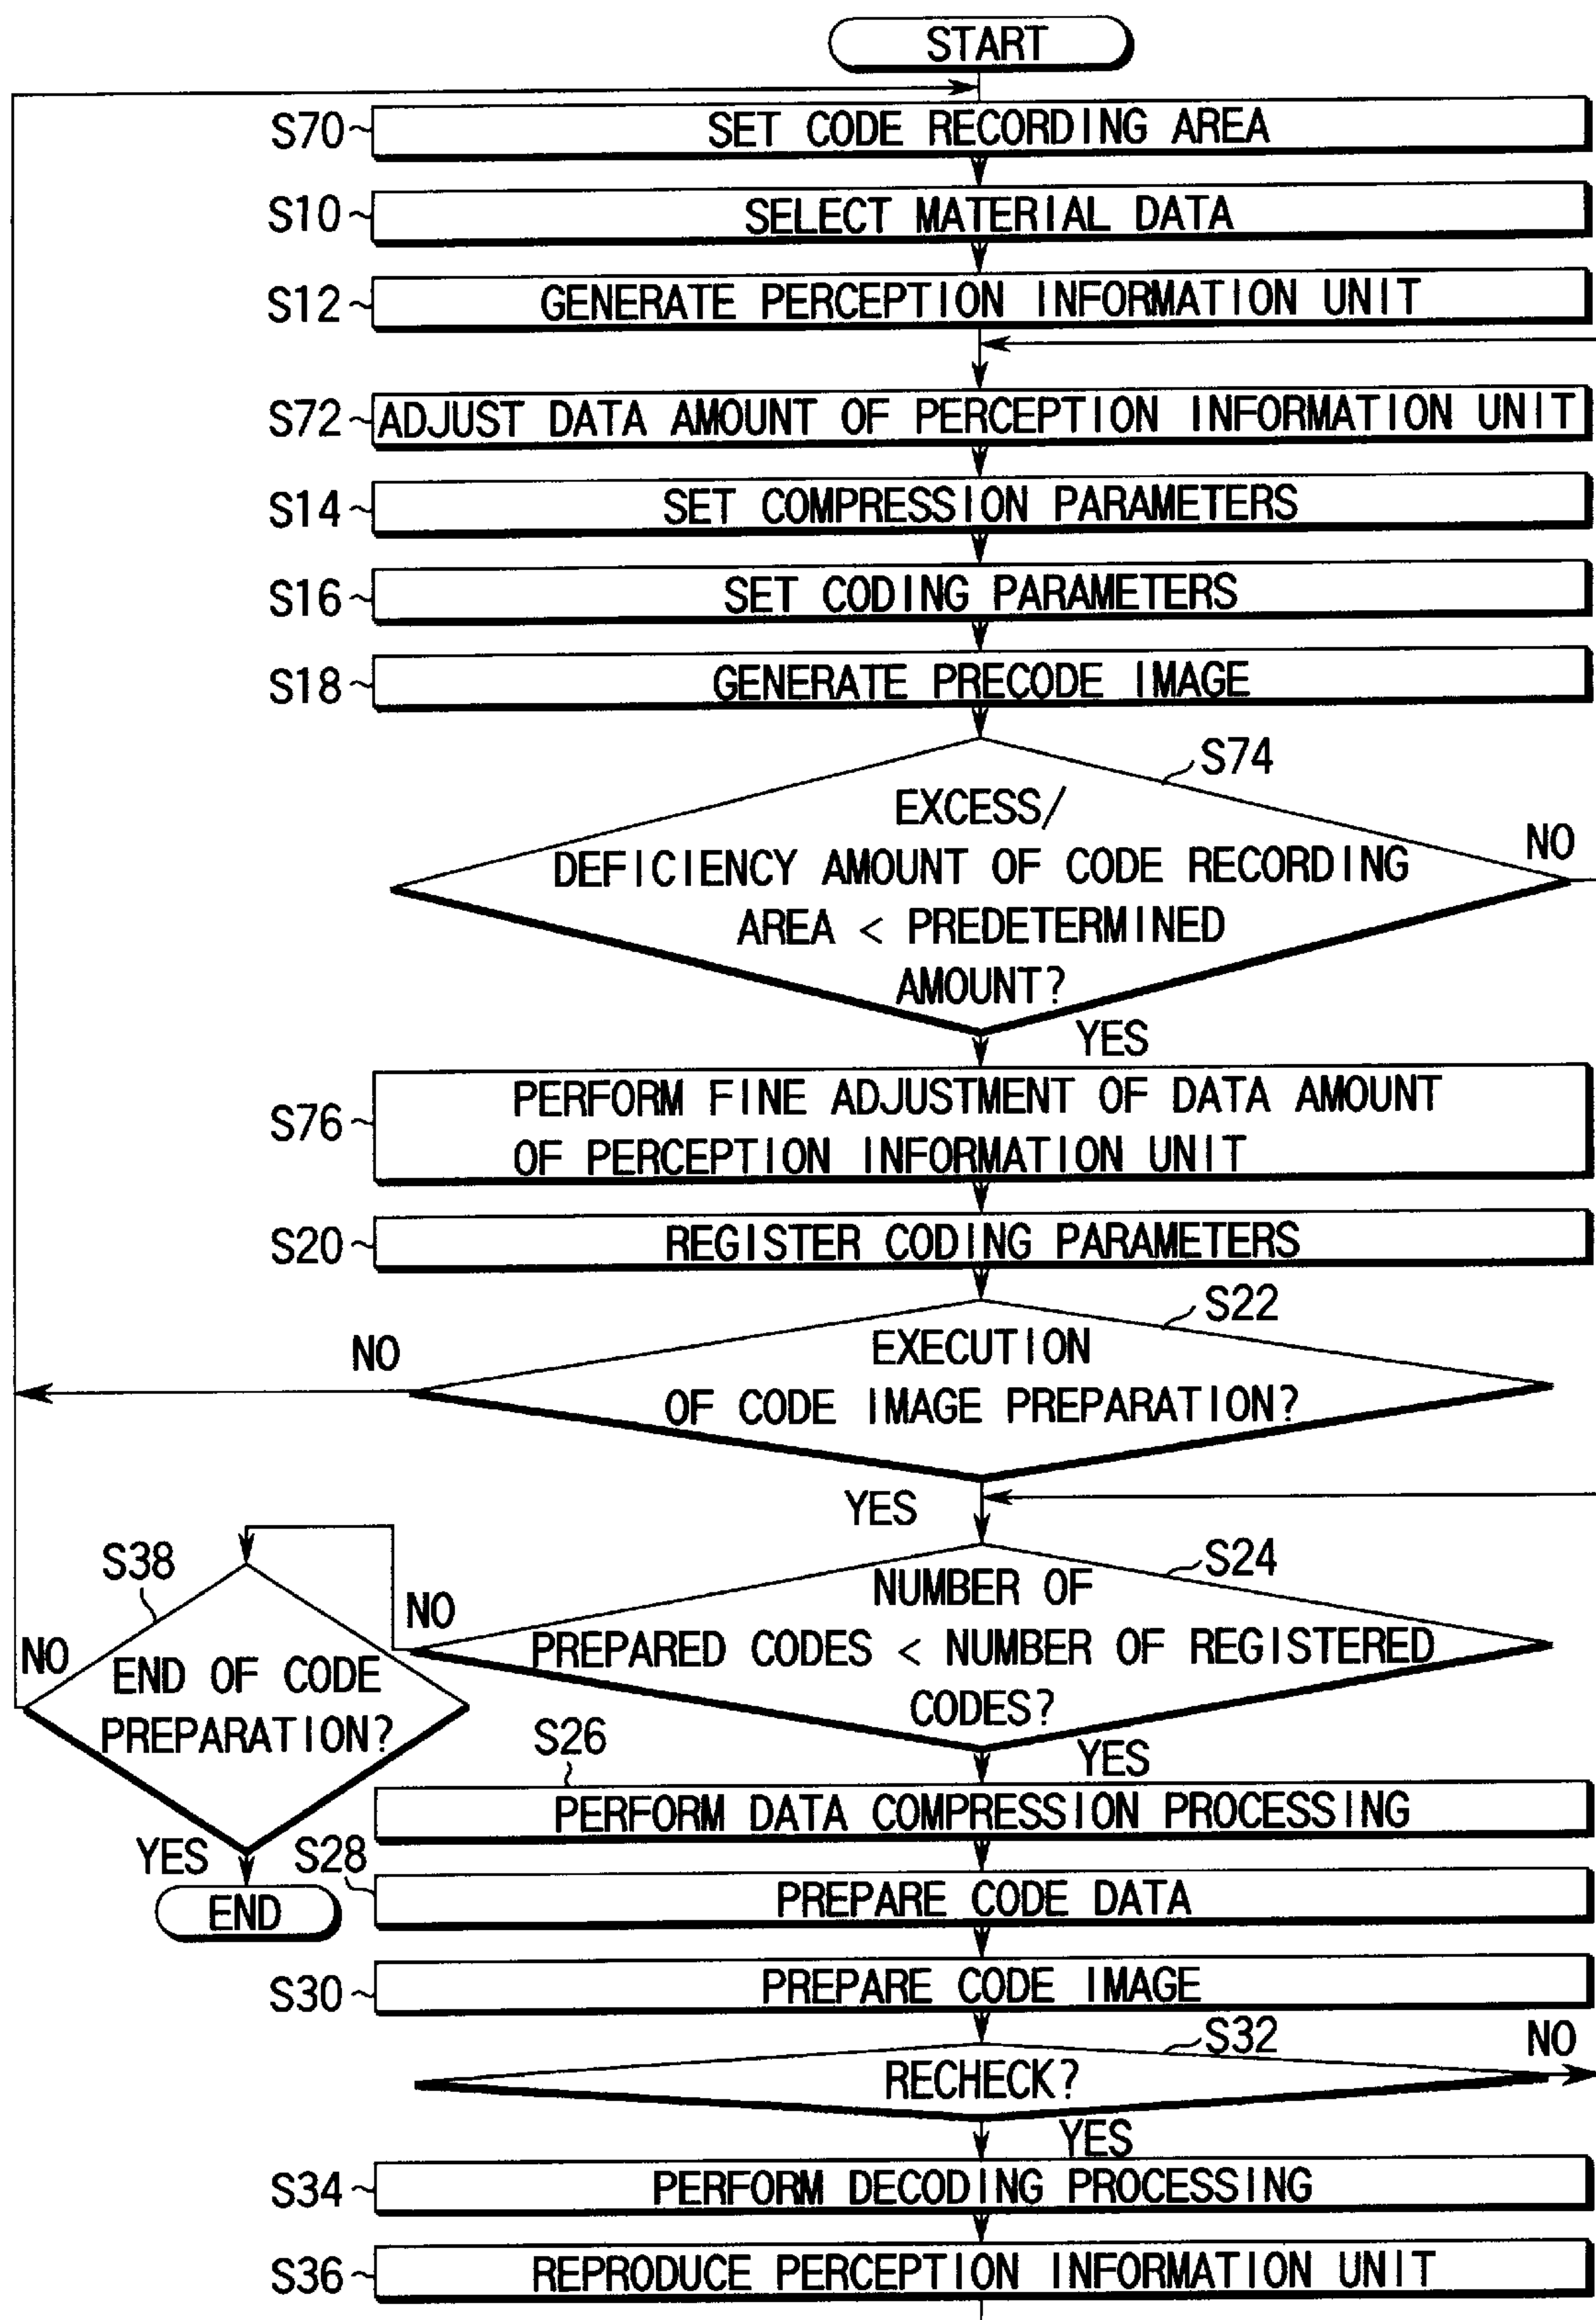 START
S70
SET CODE RECORDING AREA
S10
SELECT MATERIAL DATA
S12
GENERATE PERCEPTION INFORMATION UNIT
S72
ADJUST DATA AMOUNT OF PERCEPTION INFORMATION UNIT
S14
SET COMPRESSION PARAMETERS
S16
SET CODING PARAMETERS
S18
GENERATE PRECODE IMAGE
S74
EXCESS/
DEFICIENCY AMOUNT OF CODE RECORDING
AREA < PREDETERMINED
AMOUNT?
NO
YES
S76
PERFORM FINE ADJUSTMENT OF DATA AMOUNT
OF PERCEPTION INFORMATION UNIT
S20
REGISTER CODING PARAMETERS
S22
EXECUTION
OF CODE IMAGE PREPARATION?
NO
YES
S24
NUMBER OF
PREPARED CODES < NUMBER OF REGISTERED
CODES?
NO
YES
S38
END OF CODE
PREPARATION?
NO
YES
END
S26
PERFORM DATA COMPRESSION PROCESSING
S28
PREPARE CODE DATA
S30
PREPARE CODE IMAGE
S32
RECHECK?
NO
YES
S34
PERFORM DECODING PROCESSING
S36
REPRODUCE PERCEPTION INFORMATION UNIT